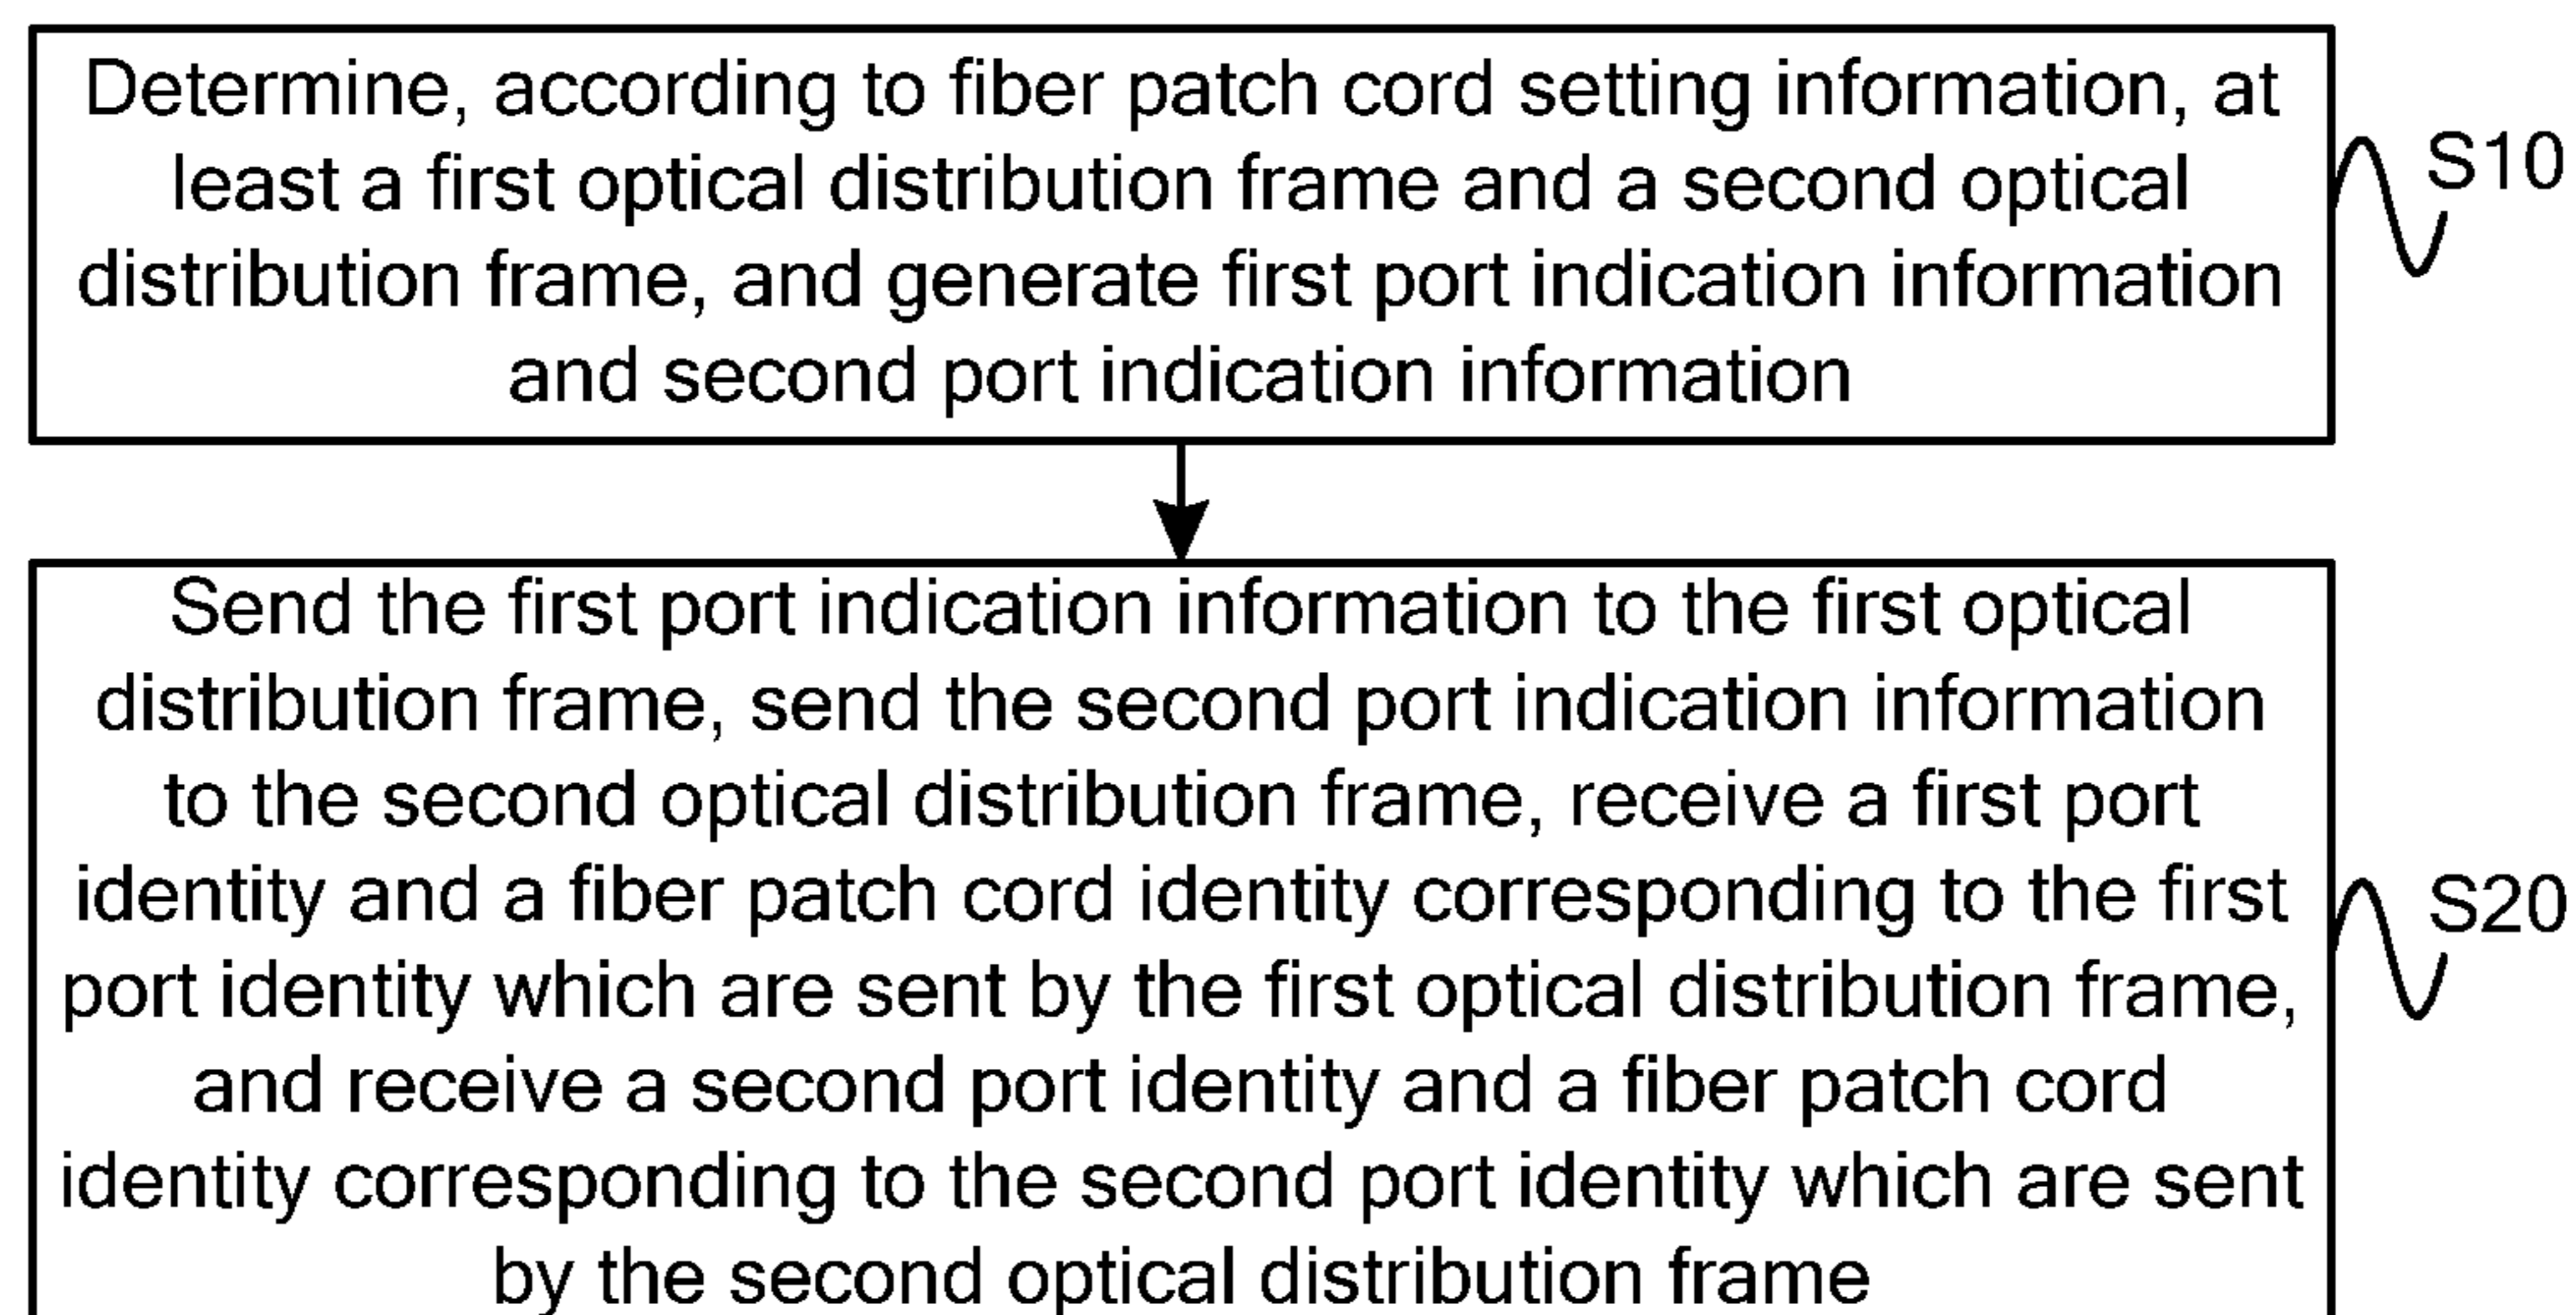 Determine, according to fiber patch cord setting information, at
least a first optical distribution frame and a second optical
distribution frame, and generate first port indication information
and second port indication information
S10
Send the first port indication information to the first optical
distribution frame, send the second port indication information
to the second optical distribution frame, receive a first port
identity and a fiber patch cord identity corresponding to the first
port identity which are sent by the first optical distribution frame,
and receive a second port identity and a fiber patch cord
identity corresponding to the second port identity which are sent
by the second optical distribution frame
S20